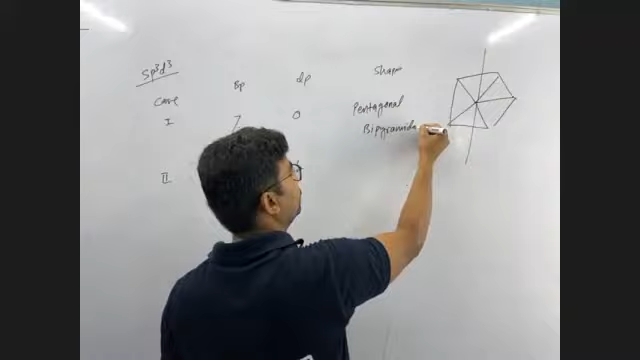 Sp³d³
Case bp lp Shape
I 7 0 Pentagonal
Bipyramida
II